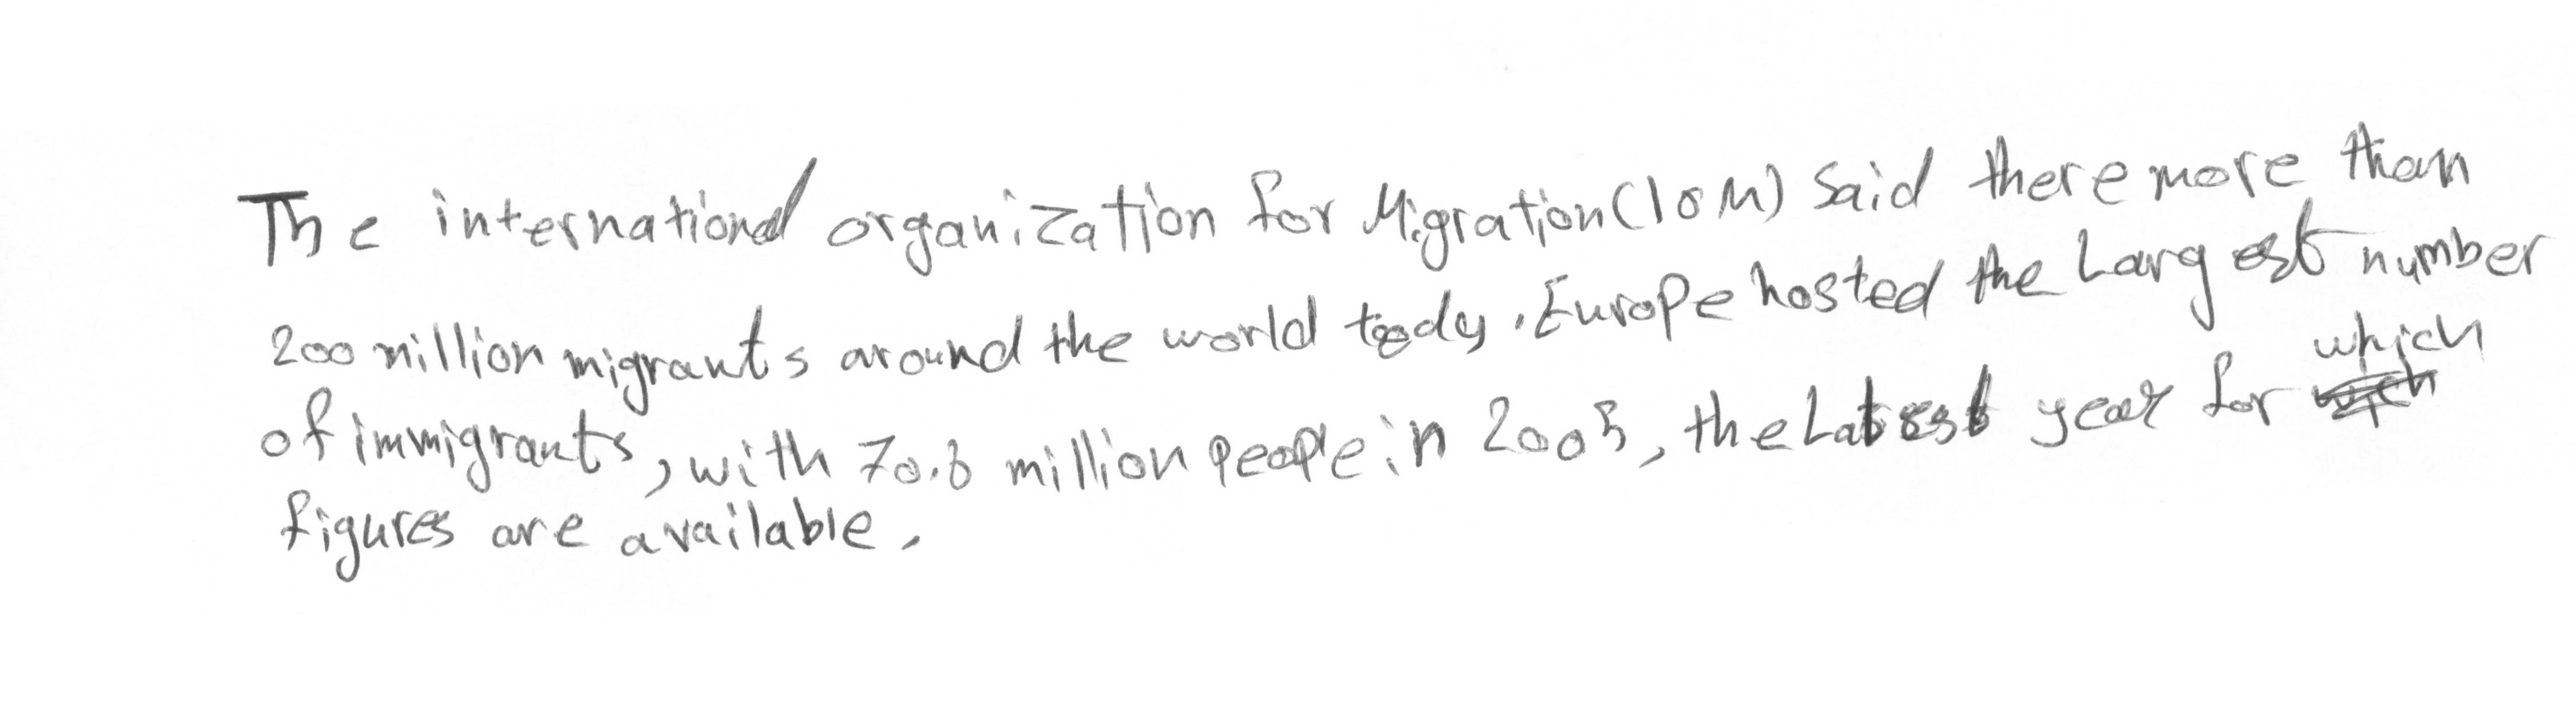 The international organization for Migration (IOM) Said there more than
200 million migrants around the world today. Europe hosted the Largest number
of immigrants, with 70.6 million people in 2005, the Latest year for which
figures are available.